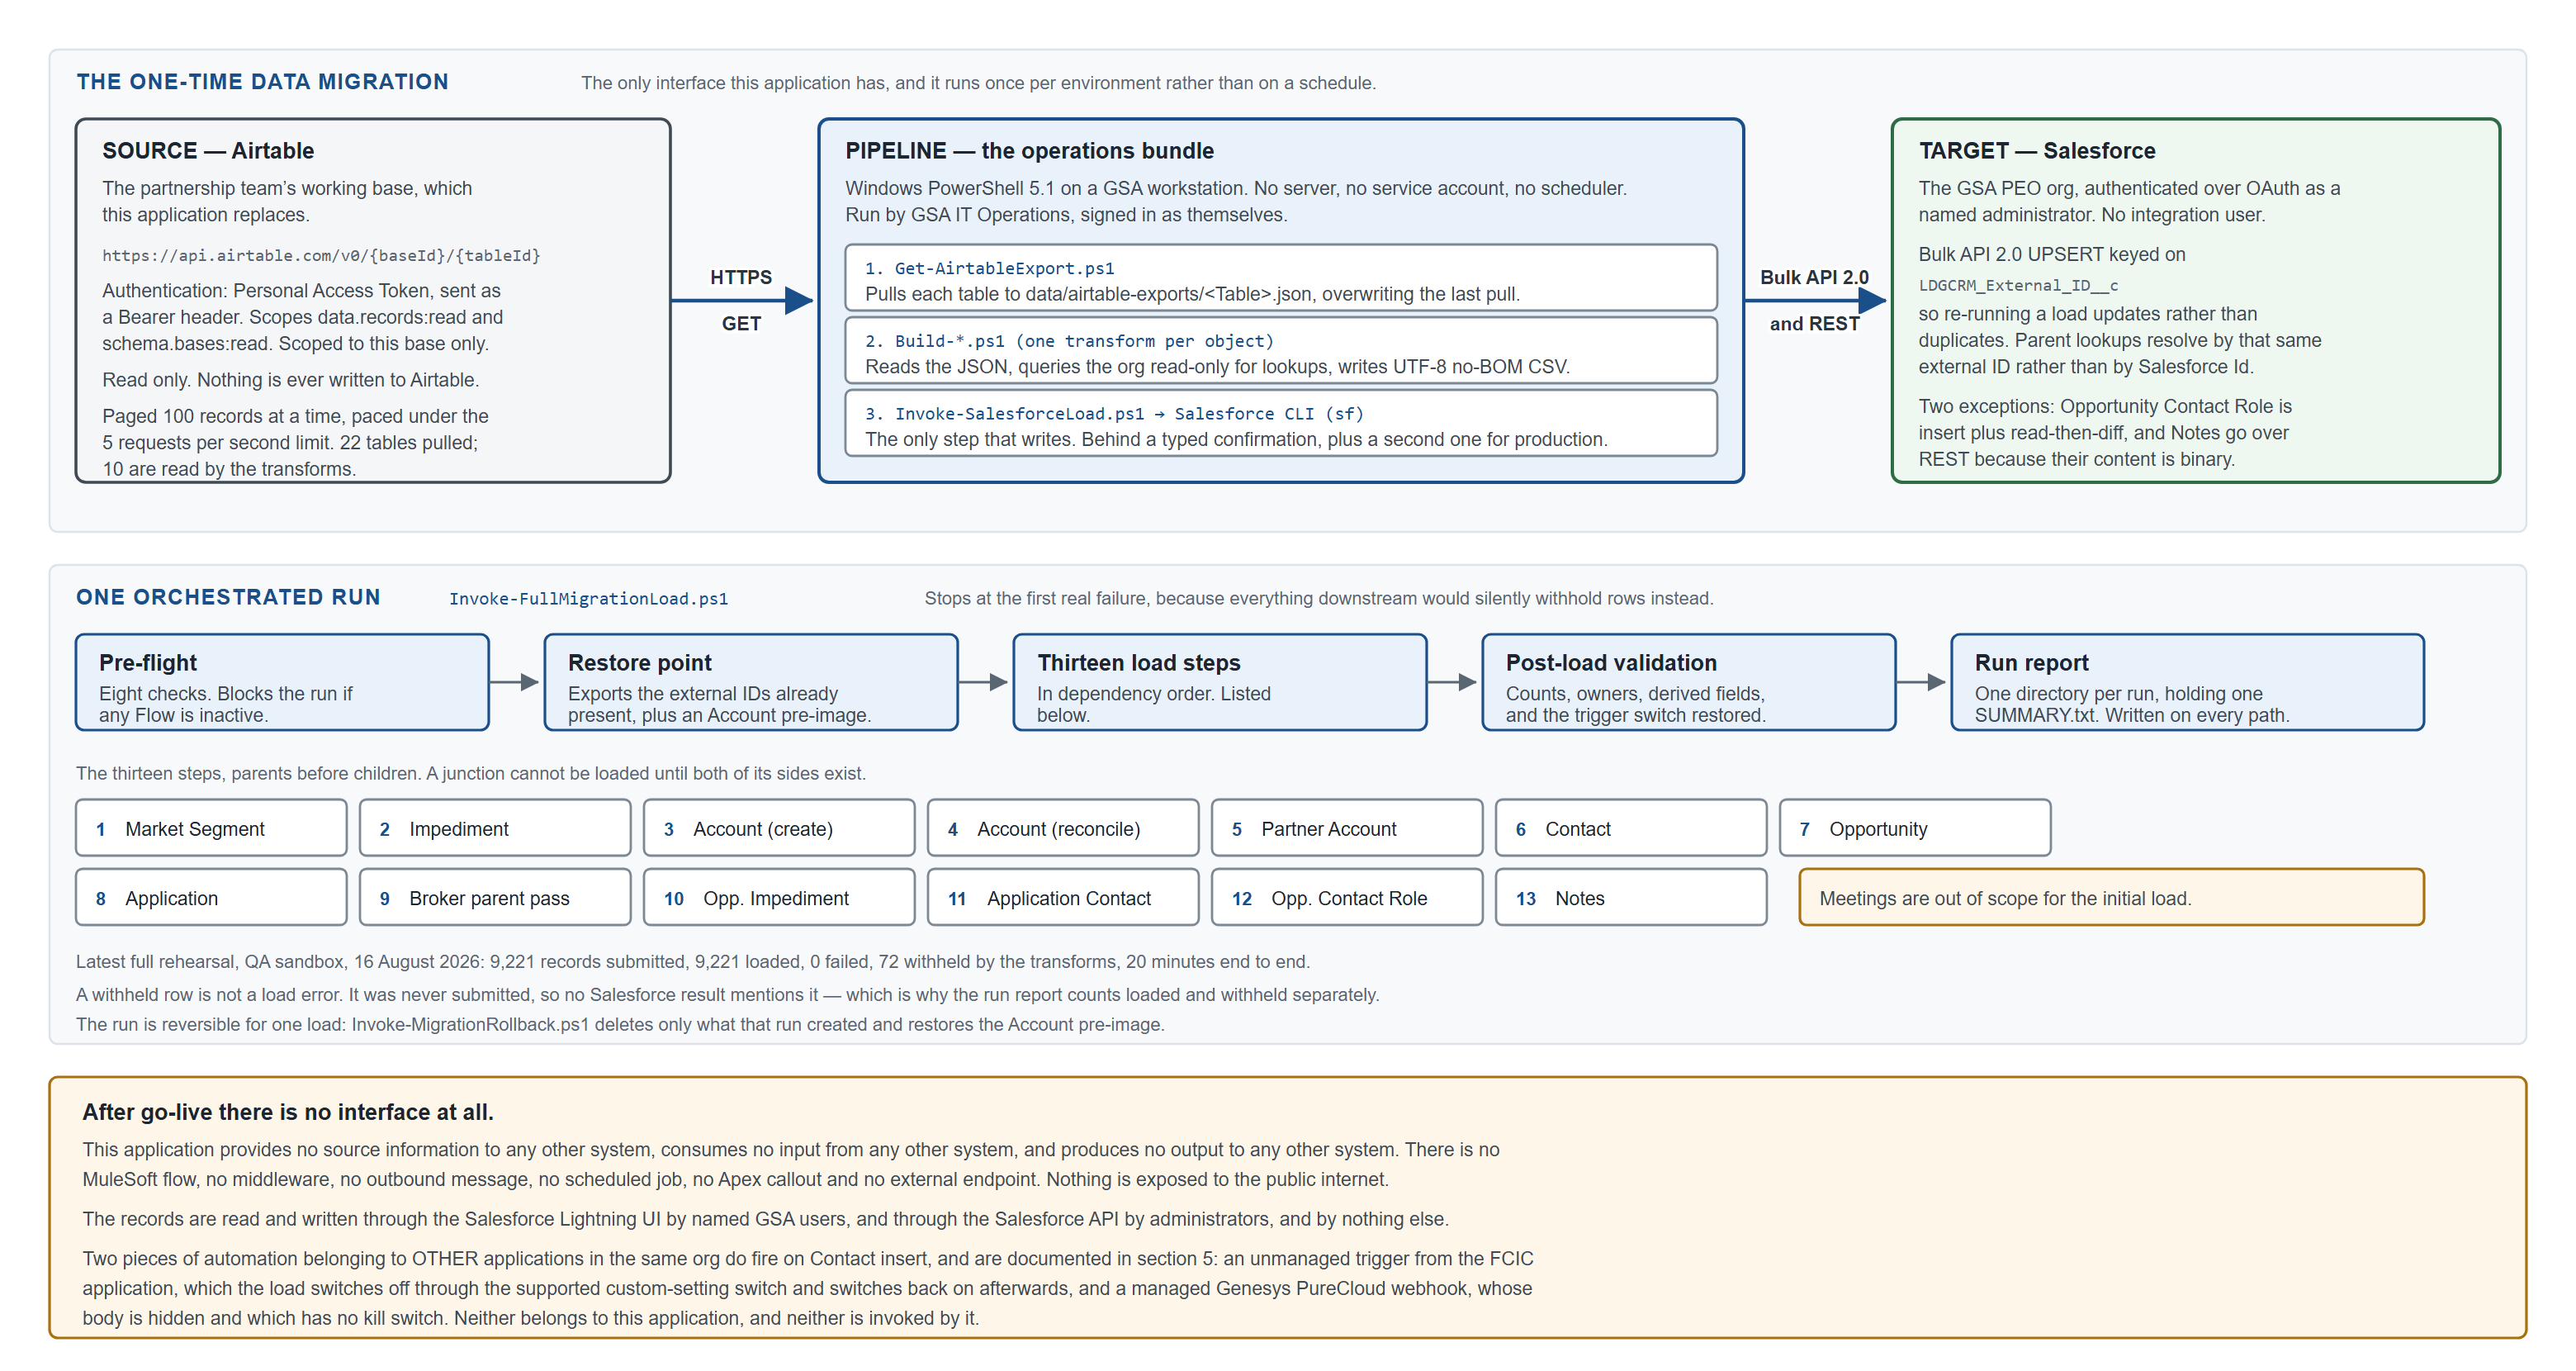 THE ONE-TIME DATA MIGRATION
The only interface this application has, and it runs once per environment rather than on a schedule.
SOURCE — Airtable
The partnership team’s working base, which
this application replaces.
https://api.airtable.com/v0/{baseId}/{tableId}
Authentication: Personal Access Token, sent as
a Bearer header. Scopes data.records:read and
schema.bases:read. Scoped to this base only.
Read only. Nothing is ever written to Airtable.
Paged 100 records at a time, paced under the
5 requests per second limit. 22 tables pulled;
10 are read by the transforms.
HTTPS
GET
PIPELINE — the operations bundle
Windows PowerShell 5.1 on a GSA workstation. No server, no service account, no scheduler.
Run by GSA IT Operations, signed in as themselves.
1. Get-AirtableExport.ps1
Pulls each table to data/airtable-exports/<Table>.json, overwriting the last pull.
2. Build-*.ps1 (one transform per object)
Reads the JSON, queries the org read-only for lookups, writes UTF-8 no-BOM CSV.
3. Invoke-SalesforceLoad.ps1 → Salesforce CLI (sf)
The only step that writes. Behind a typed confirmation, plus a second one for production.
Bulk API 2.0
and REST
TARGET — Salesforce
The GSA PEO org, authenticated over OAuth as a
named administrator. No integration user.
Bulk API 2.0 UPSERT keyed on
LDGCRM_External_ID__c
so re-running a load updates rather than
duplicates. Parent lookups resolve by that same
external ID rather than by Salesforce Id.
Two exceptions: Opportunity Contact Role is
insert plus read-then-diff, and Notes go over
REST because their content is binary.
ONE ORCHESTRATED RUN
Invoke-FullMigrationLoad.ps1
Stops at the first real failure, because everything downstream would silently withhold rows instead.
Pre-flight
Eight checks. Blocks the run if
any Flow is inactive.
Restore point
Exports the external IDs already
present, plus an Account pre-image.
Thirteen load steps
In dependency order. Listed
below.
Post-load validation
Counts, owners, derived fields,
and the trigger switch restored.
Run report
One directory per run, holding one
SUMMARY.txt. Written on every path.
The thirteen steps, parents before children. A junction cannot be loaded until both of its sides exist.
1 Market Segment
2 Impediment
3 Account (create)
4 Account (reconcile)
5 Partner Account
6 Contact
7 Opportunity
8 Application
9 Broker parent pass
10 Opp. Impediment
11 Application Contact
12 Opp. Contact Role
13 Notes
Meetings are out of scope for the initial load.
Latest full rehearsal, QA sandbox, 16 August 2026: 9,221 records submitted, 9,221 loaded, 0 failed, 72 withheld by the transforms, 20 minutes end to end.
A withheld row is not a load error. It was never submitted, so no Salesforce result mentions it — which is why the run report counts loaded and withheld separately.
The run is reversible for one load: Invoke-MigrationRollback.ps1 deletes only what that run created and restores the Account pre-image.
After go-live there is no interface at all.
This application provides no source information to any other system, consumes no input from any other system, and produces no output to any other system. There is no
MuleSoft flow, no middleware, no outbound message, no scheduled job, no Apex callout and no external endpoint. Nothing is exposed to the public internet.
The records are read and written through the Salesforce Lightning UI by named GSA users, and through the Salesforce API by administrators, and by nothing else.
Two pieces of automation belonging to OTHER applications in the same org do fire on Contact insert, and are documented in section 5: an unmanaged trigger from the FCIC
application, which the load switches off through the supported custom-setting switch and switches back on afterwards, and a managed Genesys PureCloud webhook, whose
body is hidden and which has no kill switch. Neither belongs to this application, and neither is invoked by it.